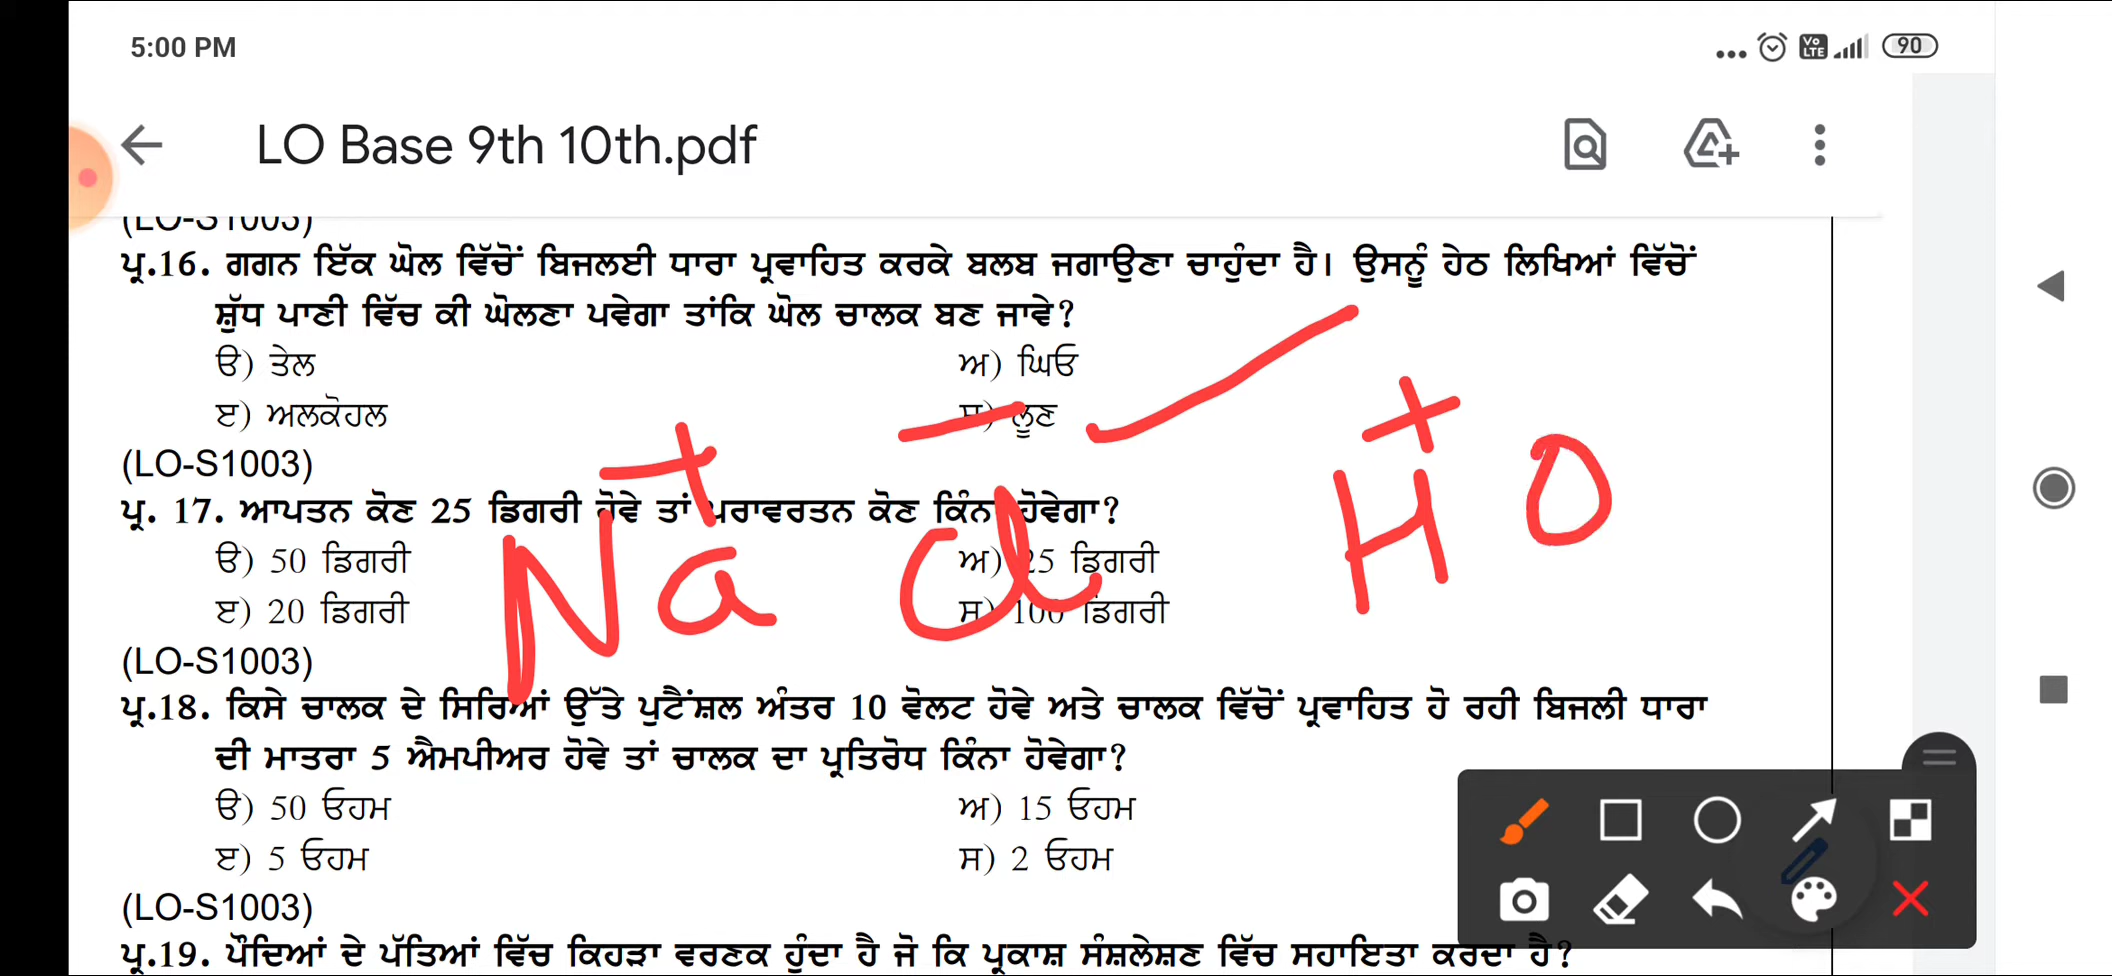 5:00 PM
Vo LTE 90
LO Base 9th 10th.pdf
(LO-S1003)
ਪ੍ਰ.16. ਗਗਨ ਇੱਕ ਘੋਲ ਵਿੱਚੋਂ ਬਿਜਲਈ ਧਾਰਾ ਪ੍ਰਵਾਹਿਤ ਕਰਕੇ ਬਲਬ ਜਗਾਉਣਾ ਚਾਹੁੰਦਾ ਹੈ। ਉਸਨੂੰ ਹੇਠ ਲਿਖਿਆਂ ਵਿੱਚੋਂ
ਸ਼ੁੱਧ ਪਾਣੀ ਵਿੱਚ ਕੀ ਘੋਲਣਾ ਪਵੇਗਾ ਤਾਂਕਿ ਘੋਲ ਚਾਲਕ ਬਣ ਜਾਵੇ?
ੳ) ਤੇਲ ਅ) ਘਿਓ
ੲ) ਅਲਕੋਹਲ ਸ) ਲੂਣ
(LO-S1003)
ਪ੍ਰ. 17. ਆਪਤਨ ਕੋਣ 25 ਡਿਗਰੀ ਹੋਵੇ ਤਾਂ ਪਰਾਵਰਤਨ ਕੋਣ ਕਿੰਨਾ ਹੋਵੇਗਾ?
ੳ) 50 ਡਿਗਰੀ ਅ) 25 ਡਿਗਰੀ
ੲ) 20 ਡਿਗਰੀ ਸ) 100 ਡਿਗਰੀ
+ − +
Na Cl H O
(LO-S1003)
ਪ੍ਰ.18. ਕਿਸੇ ਚਾਲਕ ਦੇ ਸਿਰਿਆਂ ਉੱਤੇ ਪੁਟੈਂਸ਼ਲ ਅੰਤਰ 10 ਵੋਲਟ ਹੋਵੇ ਅਤੇ ਚਾਲਕ ਵਿੱਚੋਂ ਪ੍ਰਵਾਹਿਤ ਹੋ ਰਹੀ ਬਿਜਲੀ ਧਾਰਾ
ਦੀ ਮਾਤਰਾ 5 ਐਮਪੀਅਰ ਹੋਵੇ ਤਾਂ ਚਾਲਕ ਦਾ ਪ੍ਰਤਿਰੋਧ ਕਿੰਨਾ ਹੋਵੇਗਾ?
ੳ) 50 ਓਹਮ ਅ) 15 ਓਹਮ
ੲ) 5 ਓਹਮ ਸ) 2 ਓਹਮ
(LO-S1003)
ਪ੍ਰ.19. ਪੌਦਿਆਂ ਦੇ ਪੱਤਿਆਂ ਵਿੱਚ ਕਿਹੜਾ ਵਰਣਕ ਹੁੰਦਾ ਹੈ ਜੋ ਕਿ ਪ੍ਰਕਾਸ਼ ਸੰਸ਼ਲੇਸ਼ਣ ਵਿੱਚ ਸਹਾਇਤਾ ਕਰਦਾ ਹੈ?